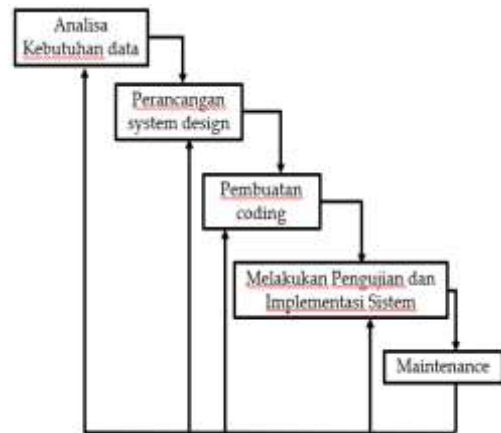 Analisa
Kebutuhan data
Perancangan
system design
Pembuatan
coding
Melakukan Pengujian dan
Implementasi Sistem
Maintenance